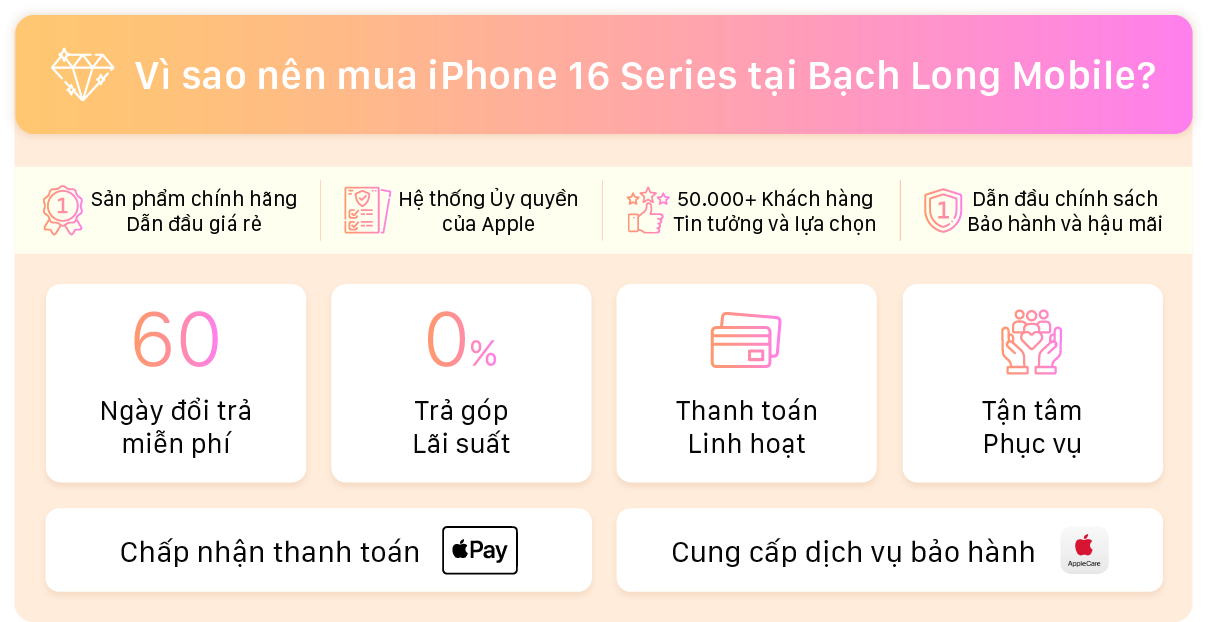 Vì sao nên mua iPhone 16 Series tại Bạch Long Mobile?
1
Sản phẩm chính hãng
Dẫn đầu giá rẻ
Hệ thống Ủy quyền
của Apple
50.000+ Khách hàng
Tin tưởng và lựa chọn
1
Dẫn đầu chính sách
Bảo hành và hậu mãi
60
Ngày đổi trả
miễn phí
0%
Trả góp
Lãi suất
Thanh toán
Linh hoạt
Tận tâm
Phục vụ
Chấp nhận thanh toán
Pay
Cung cấp dịch vụ bảo hành
AppleCare